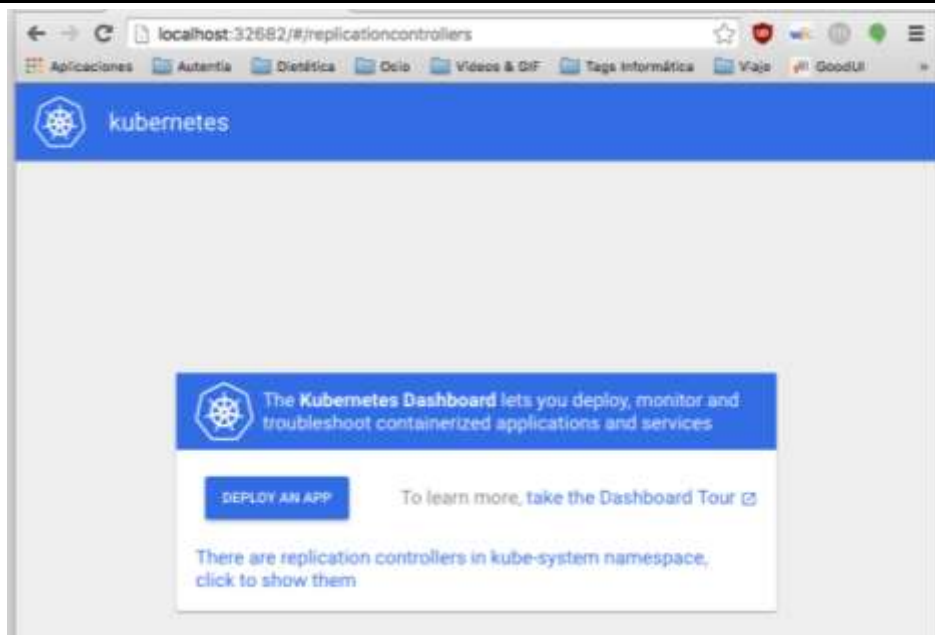 localhost:32682/#/replicationcontrollers
Aplicaciones Autentia Dietética Ocio Videos & GIF Tags Informática Viaje GoodUI »
kubernetes
The Kubernetes Dashboard lets you deploy, monitor and
troubleshoot containerized applications and services
DEPLOY AN APP To learn more, take the Dashboard Tour
There are replication controllers in kube-system namespace,
click to show them